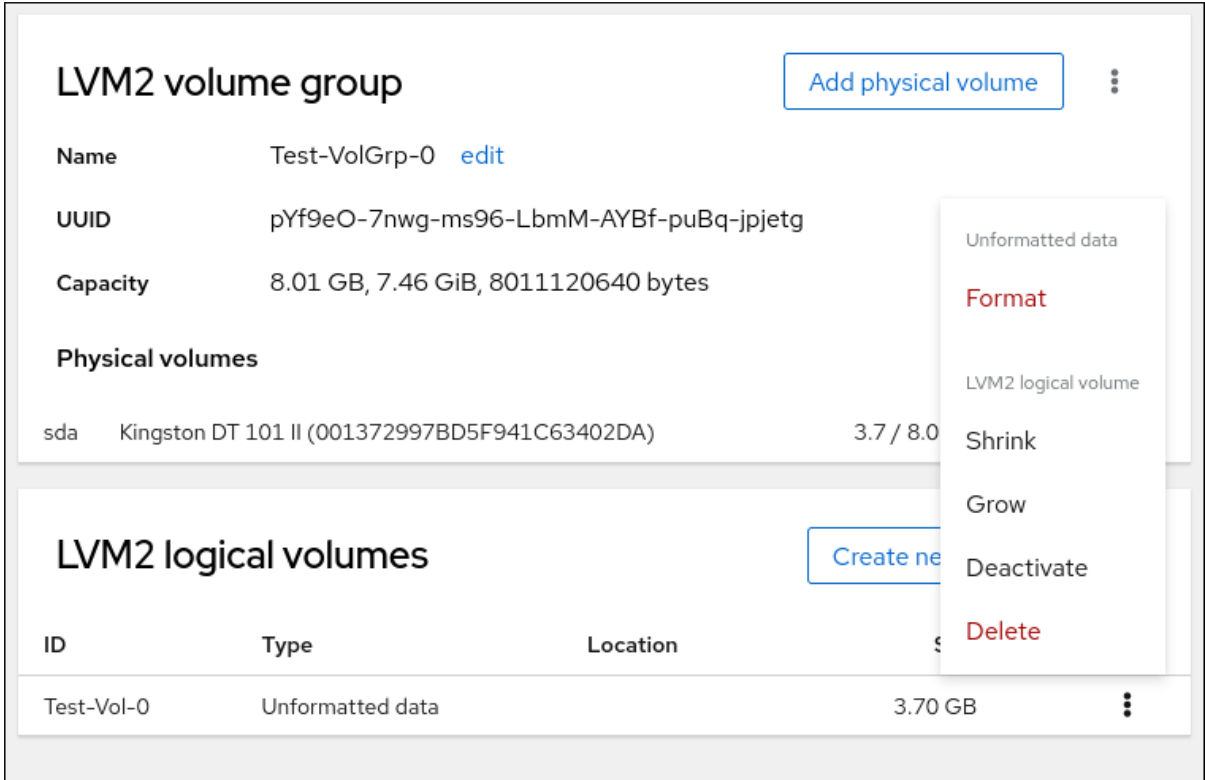 LVM2 volume group
Add physical volume
Name Test-VolGrp-0 edit
UUID pYf9eO-7nwg-ms96-LbmM-AYBf-puBq-jpjetg
Capacity 8.01 GB, 7.46 GiB, 8011120640 bytes
Physical volumes
sda Kingston DT 101 II (001372997BD5F941C63402DA) 3.7 / 8.0
Unformatted data
Format
LVM2 logical volume
Shrink
Grow
Deactivate
Delete
LVM2 logical volumes
Create
ID Type Location
Test-Vol-0 Unformatted data 3.70 GB